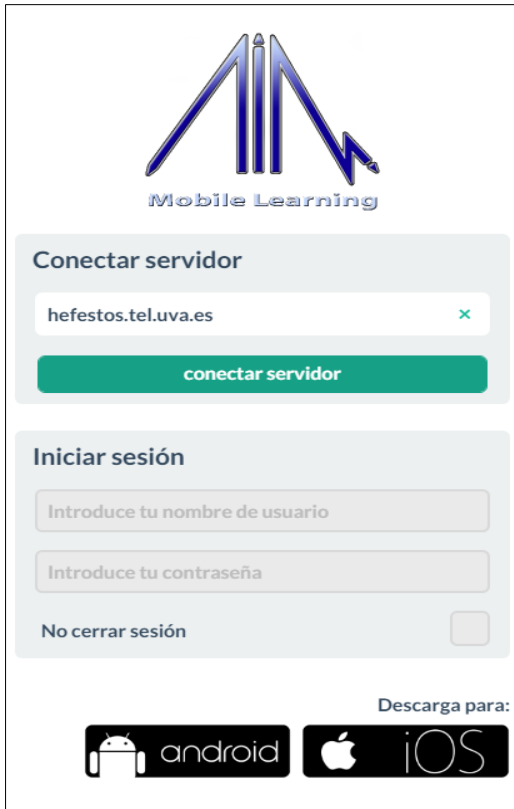 Mobile Learning
Conectar servidor
hefestos.tel.uva.es ×
conectar servidor
Iniciar sesión
Introduce tu nombre de usuario
Introduce tu contraseña
No cerrar sesión
Descarga para:
android iOS